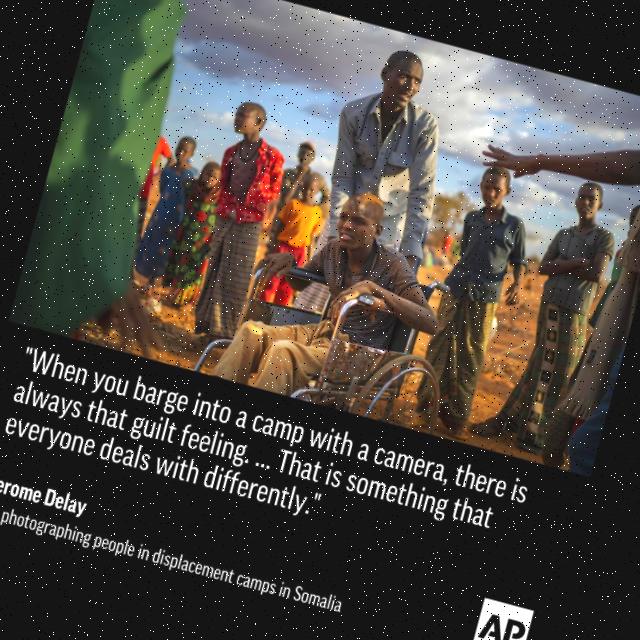 "When you barge into a camp with a camera, there is
always that guilt feeling. ... That is something that
everyone deals with differently."
erome Delay
photographing people in displacement camps in Somalia
AP